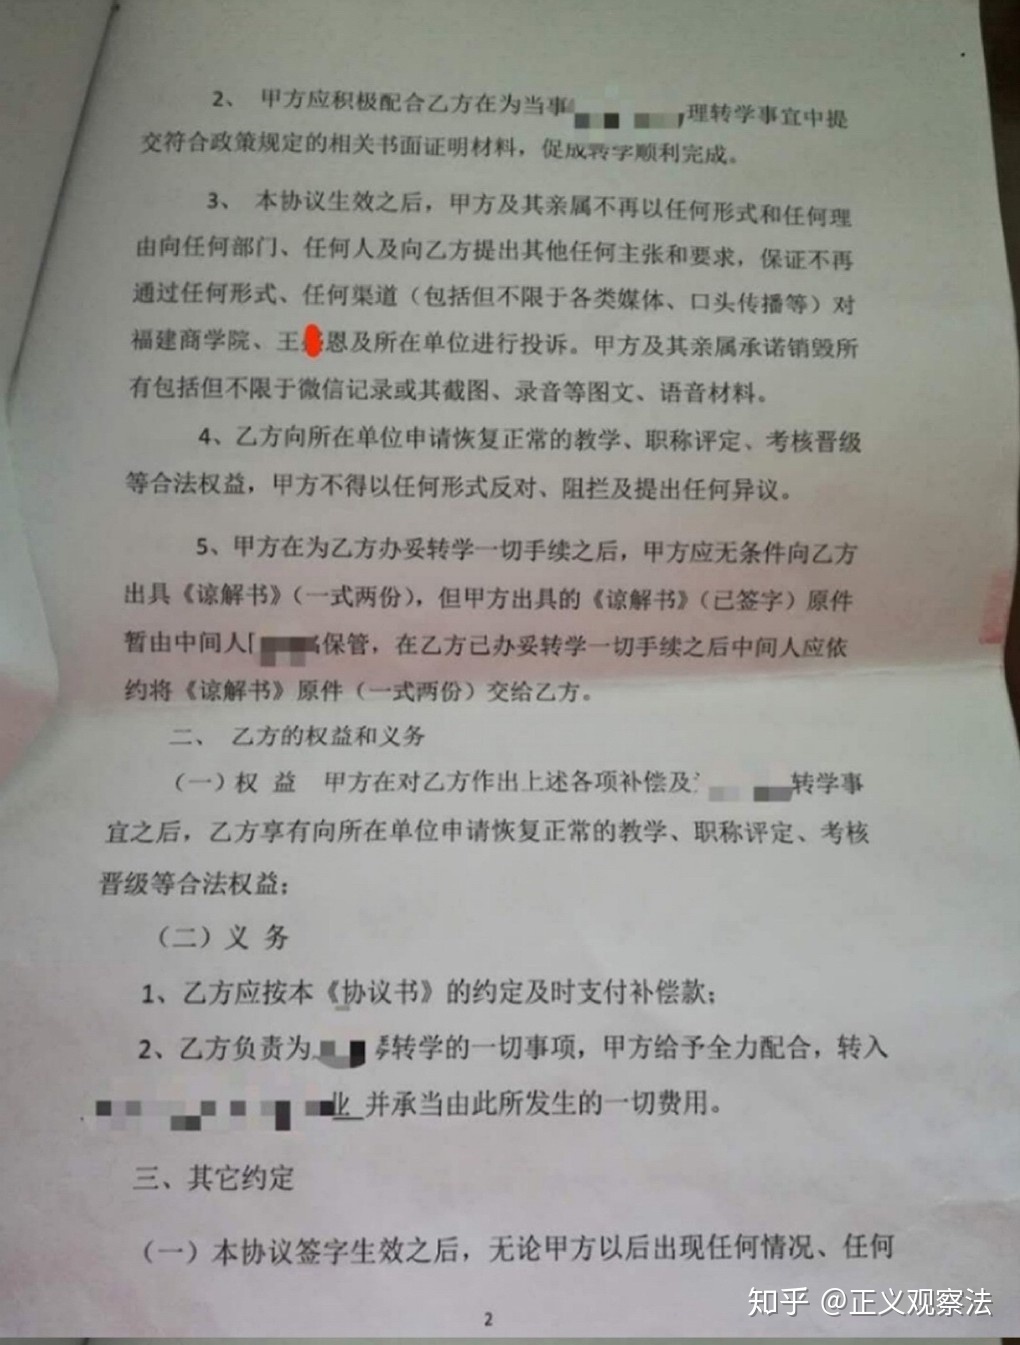 2、 甲方应积极配合乙方在为当事 理转学事宜中提
交符合政策规定的相关书面证明材料，促成转学顺利完成。
3、 本协议生效之后，甲方及其亲属不再以任何形式和任何理
由向任何部门、任何人及向乙方提出其他任何主张和要求，保证不再
通过任何形式、任何渠道（包括但不限于各类媒体、口头传播等）对
福建商学院、王 恩及所在单位进行投诉。甲方及其亲属承诺销毁所
有包括但不限于微信记录或其截图、录音等图文、语音材料。
4、乙方向所在单位申请恢复正常的教学、职称评定、考核晋级
等合法权益，甲方不得以任何形式反对、阻拦及提出任何异议。
5、甲方在为乙方办妥转学一切手续之后，甲方应无条件向乙方
出具《谅解书》（一式两份），但甲方出具的《谅解书》（已签字）原件
暂由中间人 保管，在乙方已办妥转学一切手续之后中间人应依
约将《谅解书》原件（一式两份）交给乙方。
二、 乙方的权益和义务
（一）权 益 甲方在对乙方作出上述各项补偿及 转学事
宜之后，乙方享有向所在单位申请恢复正常的教学、职称评定、考核
晋级等合法权益；
（二）义 务
1、乙方应按本《协议书》的约定及时支付补偿款；
2、乙方负责为 转学的一切事项，甲方给予全力配合，转入
业 并承当由此所发生的一切费用。
三、其它约定
（一）本协议签字生效之后，无论甲方以后出现任何情况、任何
2
知乎 @正义观察法